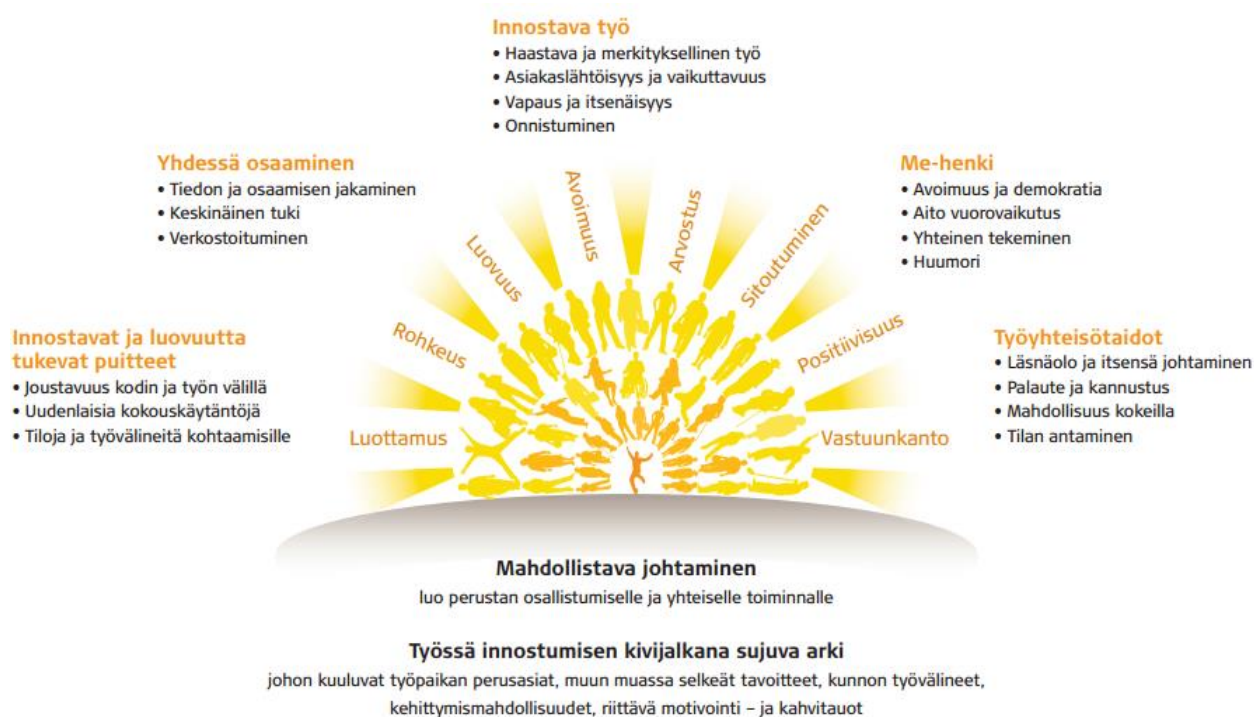 Innostava työ
• Haastava ja merkityksellinen työ
• Asiakaslähtöisyys ja vaikuttavuus
• Vapaus ja itsenäisyys
• Onnistuminen
Yhdessä osaaminen
• Tiedon ja osaamisen jakaminen
• Keskinäinen tuki
• Verkostoituminen
Me-henki
• Avoimuus ja demokratia
• Aito vuorovaikutus
• Yhteinen tekeminen
• Huumori
Innostavat ja luovuutta
tukevat puitteet
• Joustavuus kodin ja työn välillä
• Uudenlaisia kokouskäytäntöjä
• Tiloja ja työvälineitä kohtaamisille
Työyhteisötaidot
• Läsnäolo ja itsensä johtaminen
• Palaute ja kannustus
• Mahdollisuus kokeilla
• Tilan antaminen
Luottamus
Rohkeus
Luovuus
Avoimuus
Arvostus
Sitoutuminen
Positiivisuus
Vastuunkanto
Mahdollistava johtaminen
luo perustan osallistumiselle ja yhteiselle toiminnalle
Työssä innostumisen kivijalkana sujuva arki
johon kuuluvat työpaikan perusasiat, muun muassa selkeät tavoitteet, kunnon työvälineet,
kehittymismahdollisuudet, riittävä motivointi – ja kahvitauot